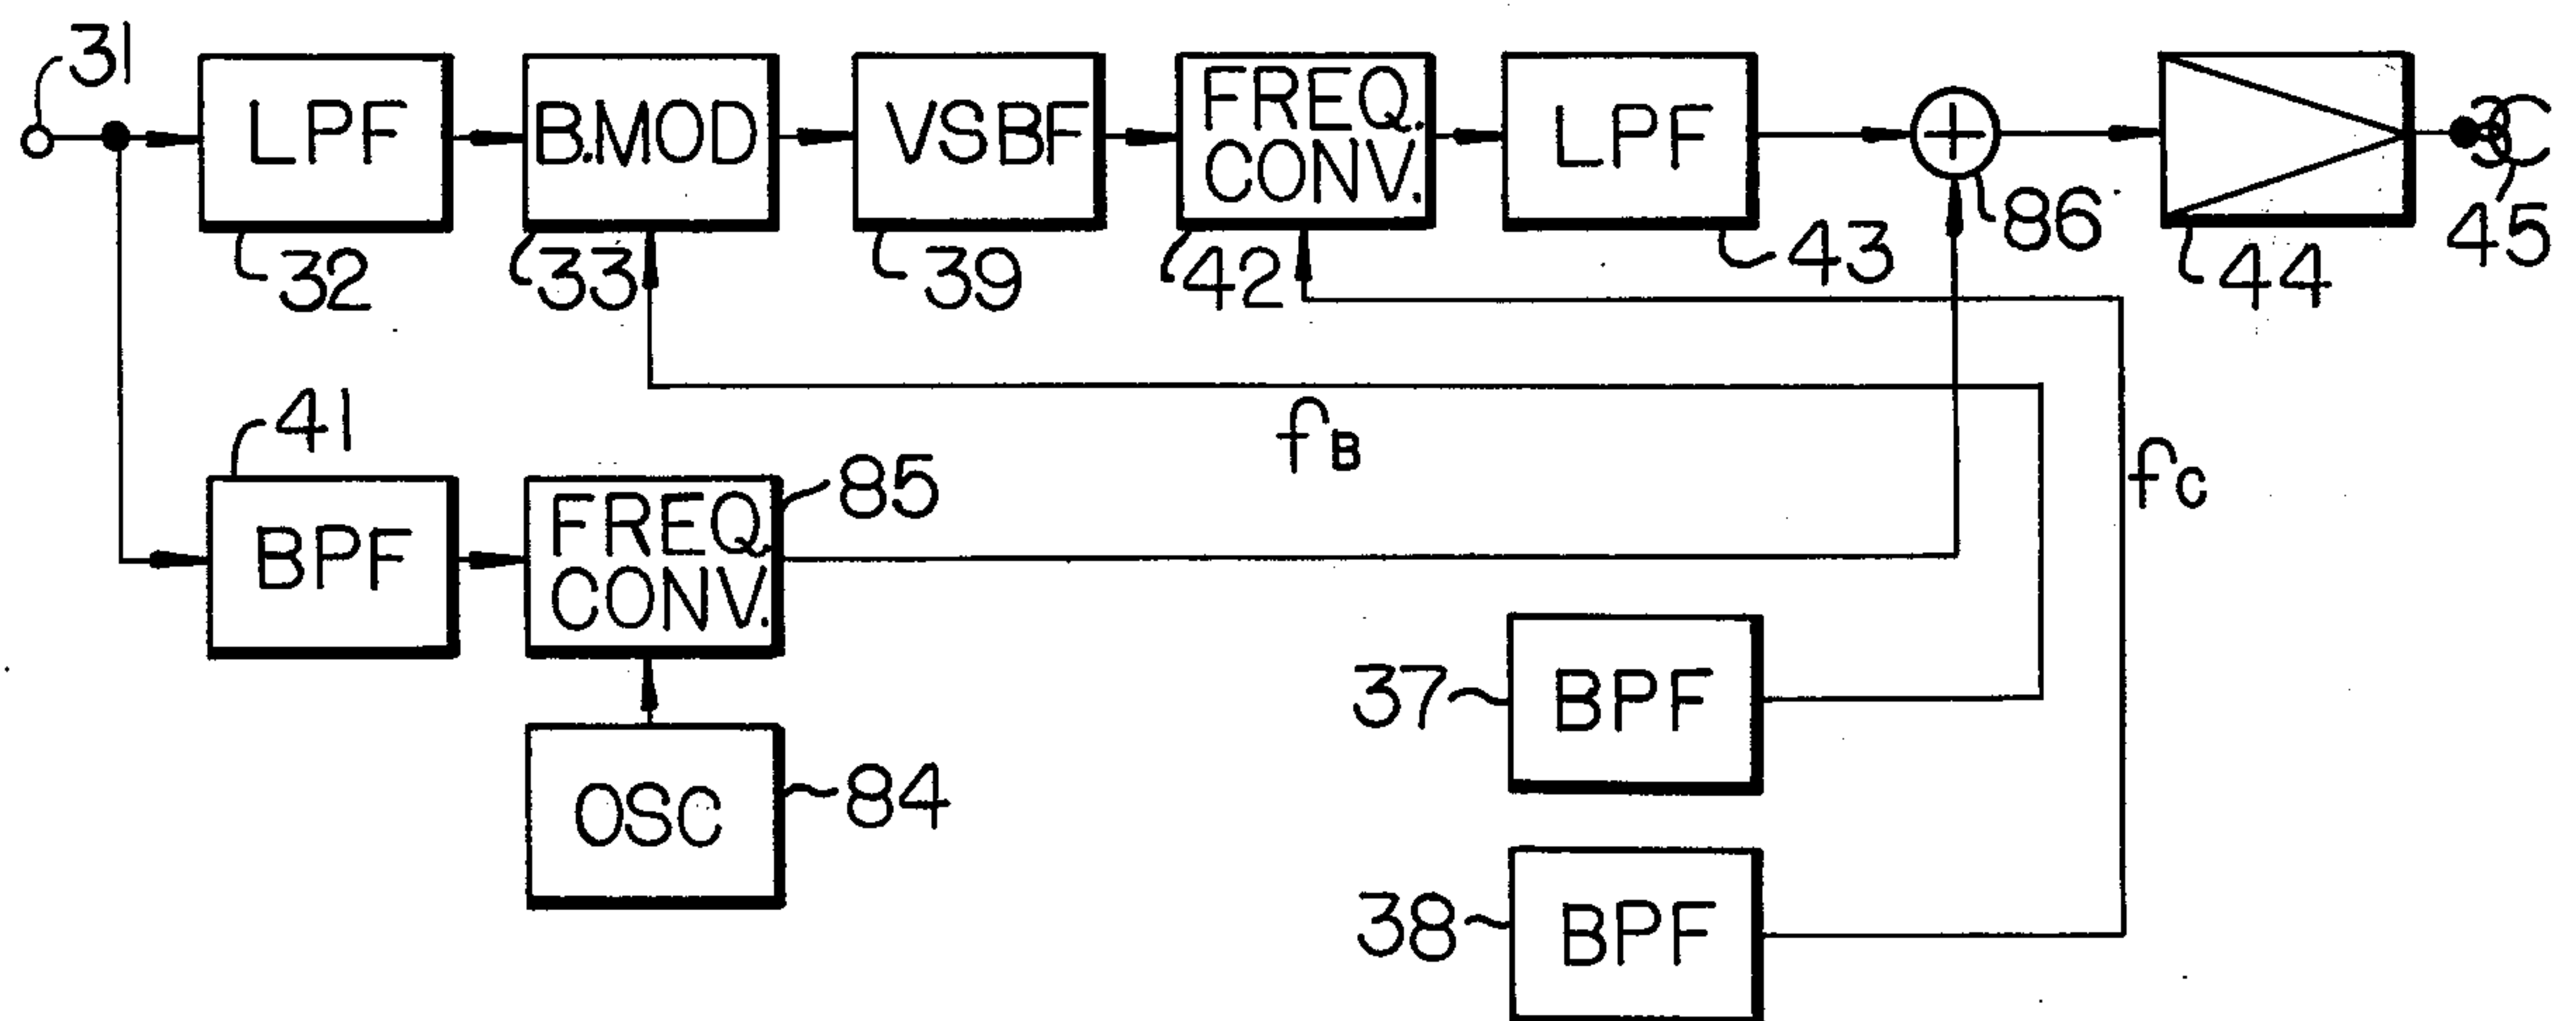 31
LPF
B.MOD
VSBF
FREQ.
CONV.
LPF
32
33
39
42
43
86
44
45
fB
fC
41
BPF
FREQ.
CONV.
85
OSC
84
37
BPF
38
BPF